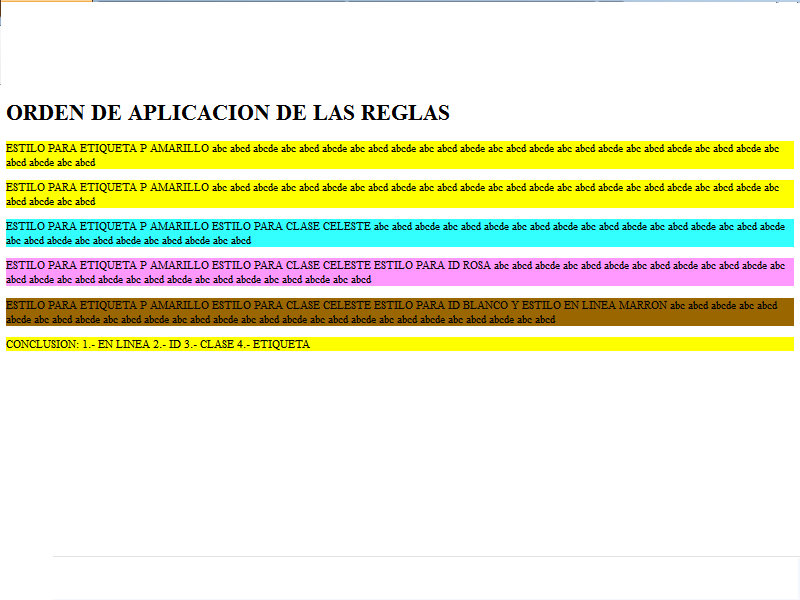 ORDEN DE APLICACION DE LAS REGLAS
ESTILO PARA ETIQUETA P AMARILLO abc abcd abcde abc abcd abcde abc abcd abcde abc abcd abcde abc abcd abcde abc abcd abcde abc abcd abcde abc abcd abcde abc
abcd abcde abc abcd
ESTILO PARA ETIQUETA P AMARILLO abc abcd abcde abc abcd abcde abc abcd abcde abc abcd abcde abc abcd abcde abc abcd abcde abc abcd abcde abc abcd abcde abc
abcd abcde abc abcd
ESTILO PARA ETIQUETA P AMARILLO ESTILO PARA CLASE CELESTE abc abcd abcde abc abcd abcde abc abcd abcde abc abcd abcde abc abcd abcde abc abcd abcde
abc abcd abcde abc abcd abcde abc abcd abcde abc abcd
ESTILO PARA ETIQUETA P AMARILLO ESTILO PARA CLASE CELESTE ESTILO PARA ID ROSA abc abcd abcde abc abcd abcde abc abcd abcde abc abcd abcde abc
abcd abcde abc abcd abcde abc abcd abcde abc abcd abcde abc abcd abcde abc abcd
ESTILO PARA ETIQUETA P AMARILLO ESTILO PARA CLASE CELESTE ESTILO PARA ID BLANCO Y ESTILO EN LINEA MARRON abc abcd abcde abc abcd
abcde abc abcd abcde abc abcd abcde abc abcd abcde abc abcd abcde abc abcd abcde abc abcd abcde abc abcd abcde abc abcd
CONCLUSION: 1.- EN LINEA 2.- ID 3.- CLASE 4.- ETIQUETA